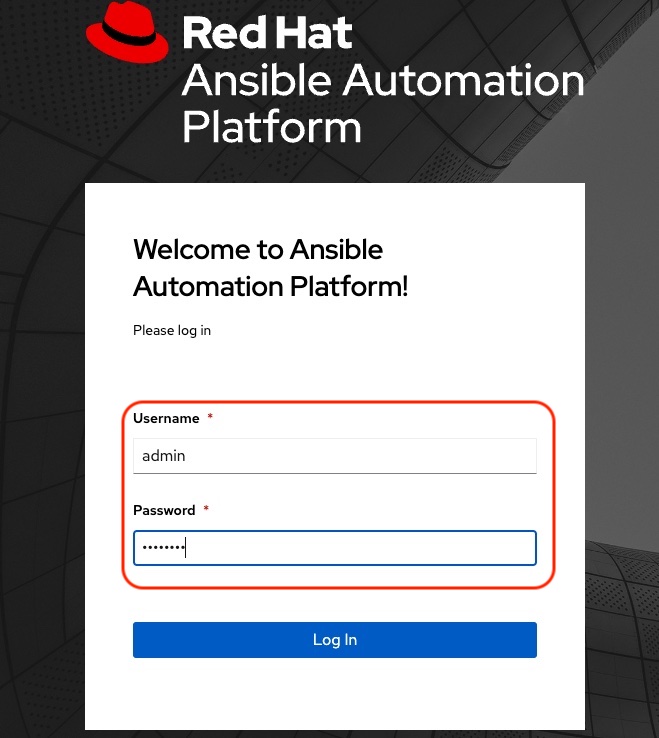 Red Hat
Ansible Automation
Platform
Welcome to Ansible
Automation Platform!
Please log in
Username *
admin
Password *
••••••••
Log In